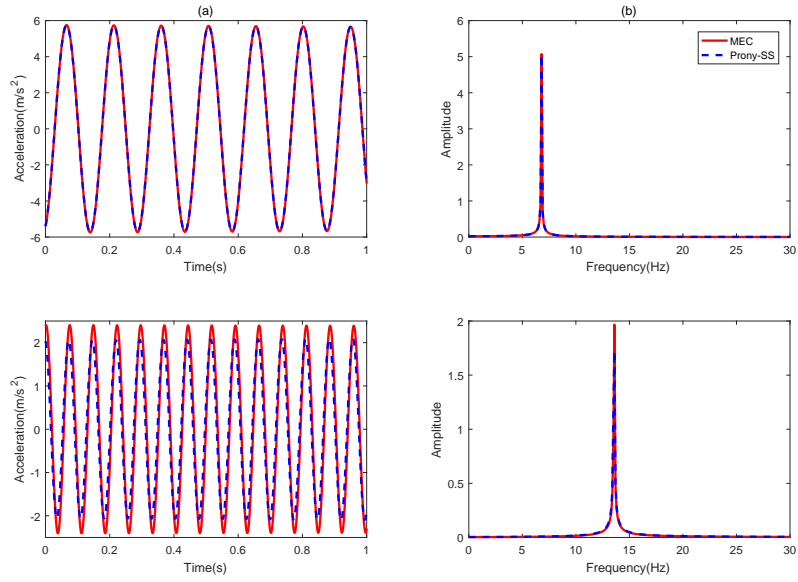 (a)
6
4
2
0
-2
-4
-6
Acceleration(m/s²)
0 0.2 0.4 0.6 0.8 1
Time(s)
(b)
6
5
4
3
2
1
0
Amplitude
MEC
Prony-SS
0 5 10 15 20 25 30
Frequency(Hz)
2
1
0
-1
-2
Acceleration(m/s²)
0 0.2 0.4 0.6 0.8 1
Time(s)
2
1.5
1
0.5
0
Amplitude
0 5 10 15 20 25 30
Frequency(Hz)